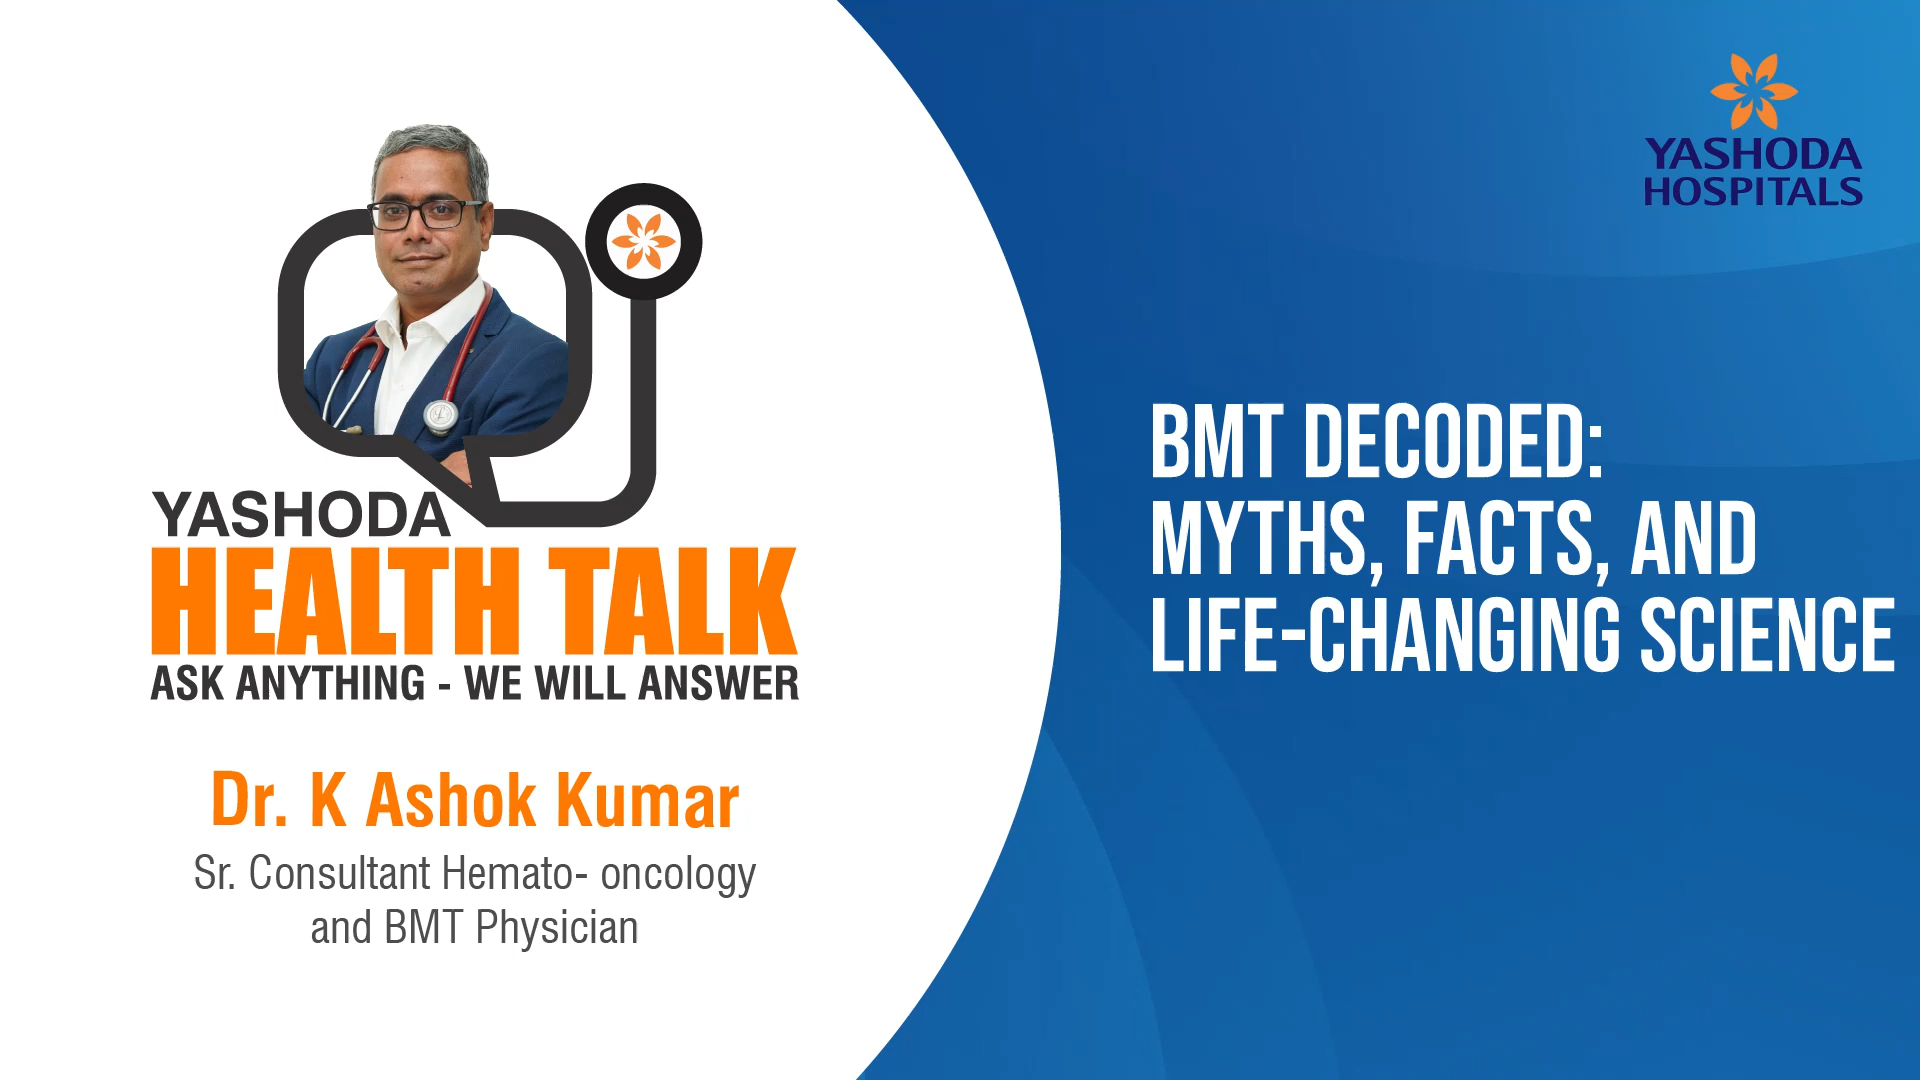 YASHODA
HEALTH TALK
ASK ANYTHING - WE WILL ANSWER
Dr. K Ashok Kumar
Sr. Consultant Hemato- oncology
and BMT Physician
YASHODA
HOSPITALS
BMT DECODED:
MYTHS, FACTS, AND
LIFE-CHANGING SCIENCE